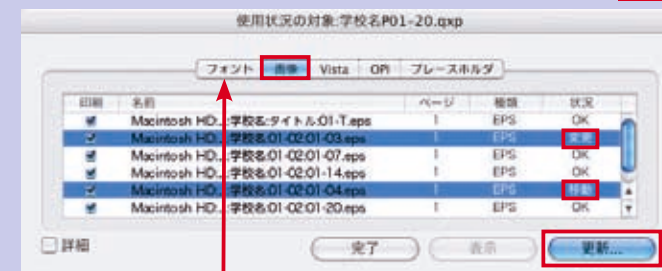 使用状況の対象:学校名P01-20.qxp
フォント 画像 Vista OPI プレースホルダ
印刷 名前 ページ 種類 状況
Macintosh HD:...:学校名:タイトル:01-T.eps 1 EPS OK
Macintosh HD:...:学校名:01-02:01-03.eps 1 EPS 変更
Macintosh HD:...:学校名:01-02:01-07.eps 1 EPS OK
Macintosh HD:...:学校名:01-02:01-14.eps 1 EPS OK
Macintosh HD:...:学校名:01-02:01-04.eps 1 EPS 移動
Macintosh HD:...:学校名:01-02:01-20.eps 1 EPS OK
詳細 完了 表示 更新...